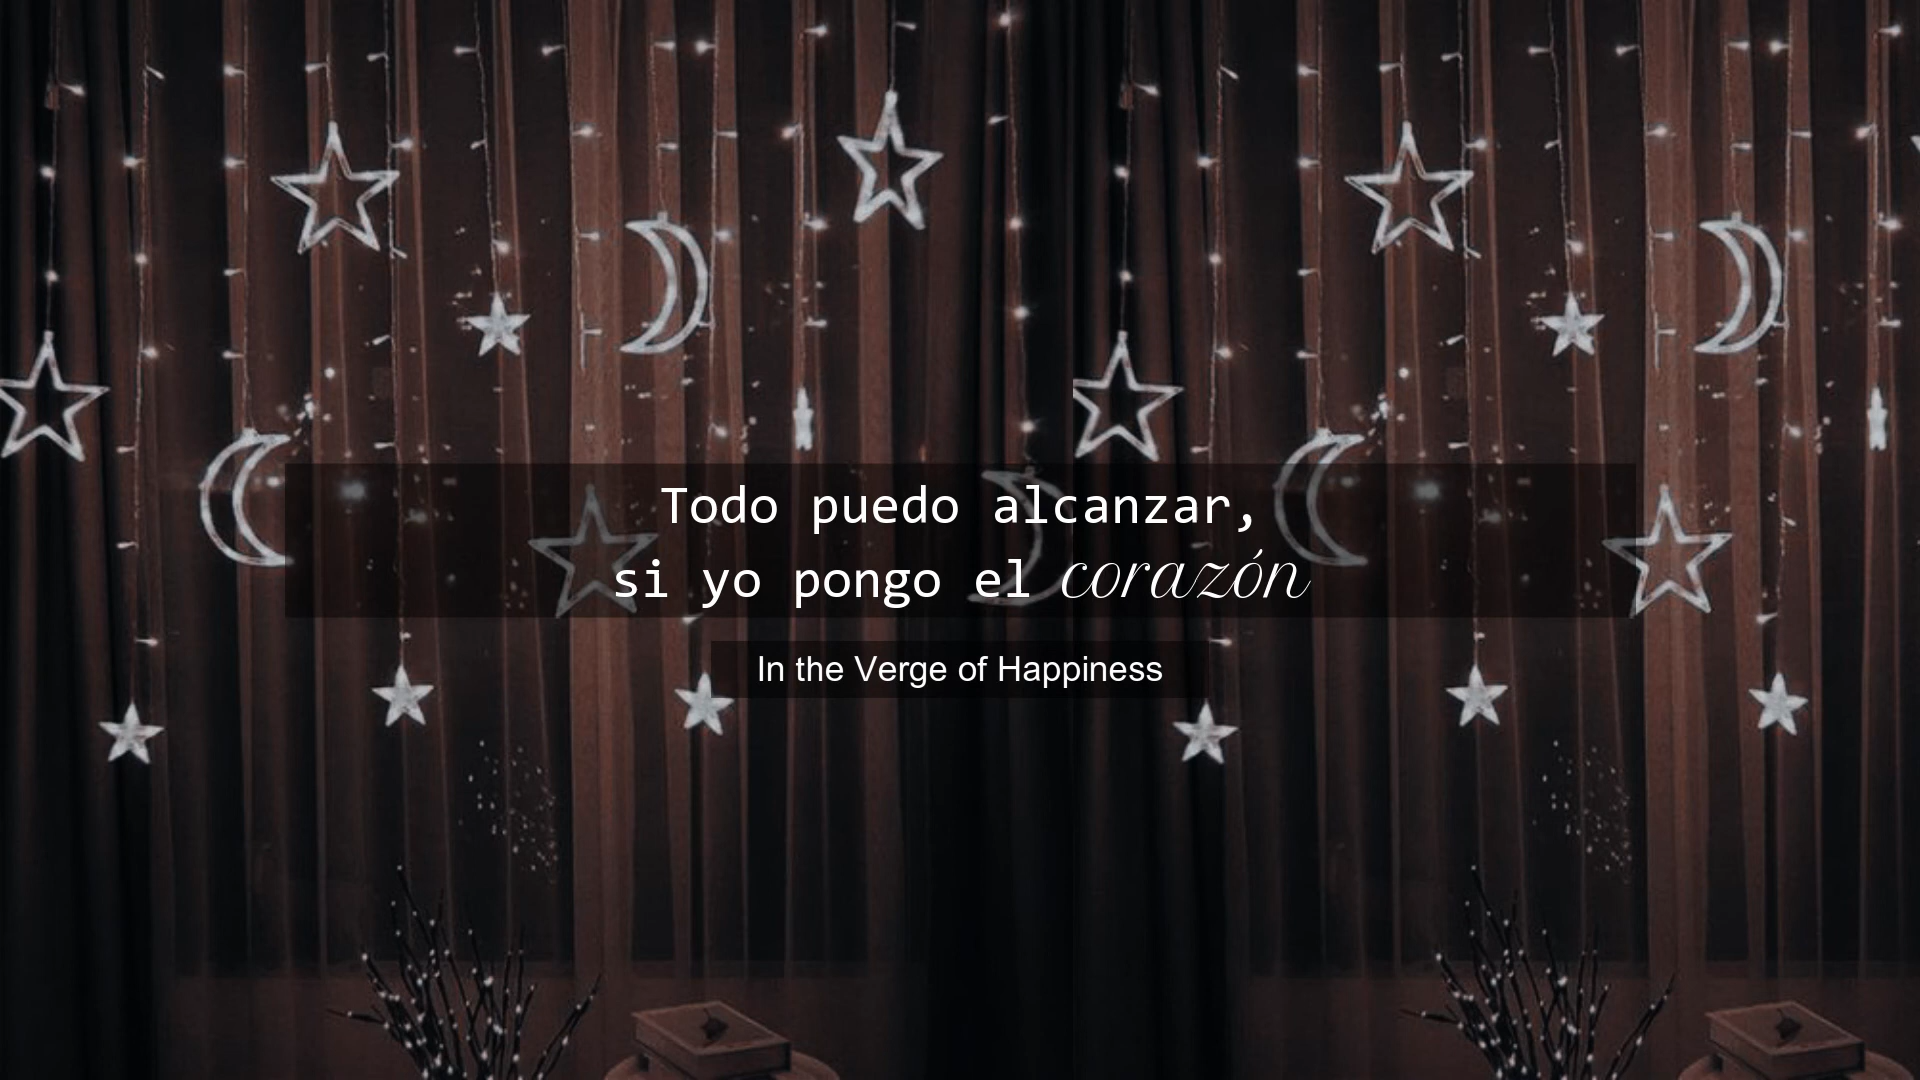 Todo puedo alcanzar,
si yo pongo el corazón
In the Verge of Happiness